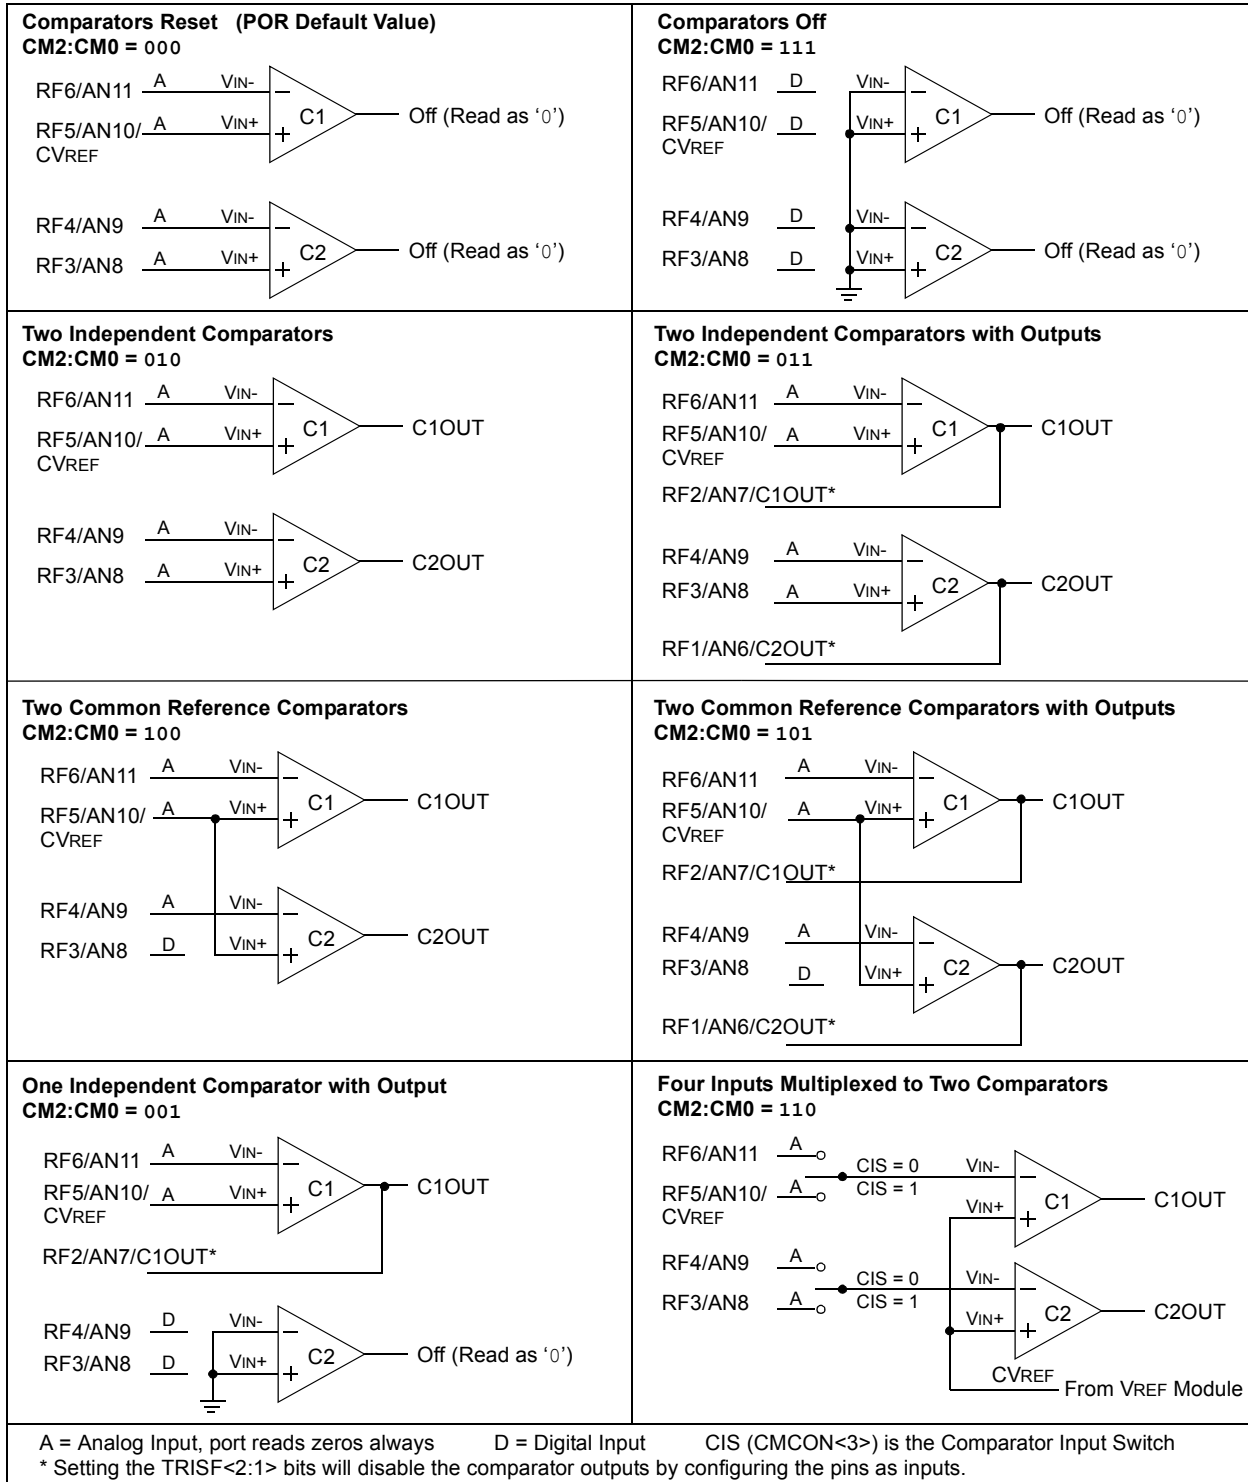 Comparators Reset (POR Default Value)
CM2:CM0 = 000
RF6/AN11 A VIN-
C1 Off (Read as ‘0’)
RF5/AN10/ A VIN+
CVREF
RF4/AN9 A VIN-
C2 Off (Read as ‘0’)
RF3/AN8 A VIN+
Comparators Off
CM2:CM0 = 111
RF6/AN11 D VIN-
C1 Off (Read as ‘0’)
RF5/AN10/ D VIN+
CVREF
RF4/AN9 D VIN-
C2 Off (Read as ‘0’)
RF3/AN8 D VIN+
Two Independent Comparators
CM2:CM0 = 010
RF6/AN11 A VIN-
C1 C1OUT
RF5/AN10/ A VIN+
CVREF
RF4/AN9 A VIN-
C2 C2OUT
RF3/AN8 A VIN+
Two Independent Comparators with Outputs
CM2:CM0 = 011
RF6/AN11 A VIN-
C1 C1OUT
RF5/AN10/ A VIN+
CVREF
RF2/AN7/C1OUT*
RF4/AN9 A VIN-
C2 C2OUT
RF3/AN8 A VIN+
RF1/AN6/C2OUT*
Two Common Reference Comparators
CM2:CM0 = 100
RF6/AN11 A VIN-
C1 C1OUT
RF5/AN10/ A VIN+
CVREF
RF4/AN9 A VIN-
C2 C2OUT
RF3/AN8 D VIN+
Two Common Reference Comparators with Outputs
CM2:CM0 = 101
RF6/AN11 A VIN-
C1 C1OUT
RF5/AN10/ A VIN+
CVREF
RF2/AN7/C1OUT*
RF4/AN9 A VIN-
C2 C2OUT
RF3/AN8 D VIN+
RF1/AN6/C2OUT*
One Independent Comparator with Output
CM2:CM0 = 001
RF6/AN11 A VIN-
C1 C1OUT
RF5/AN10/ A VIN+
CVREF
RF2/AN7/C1OUT*
RF4/AN9 D VIN-
C2 Off (Read as ‘0’)
RF3/AN8 D VIN+
Four Inputs Multiplexed to Two Comparators
CM2:CM0 = 110
RF6/AN11 A
CIS = 0 VIN-
RF5/AN10/ A CIS = 1
CVREF
VIN+ C1 C1OUT
RF4/AN9 A
CIS = 0 VIN-
RF3/AN8 A CIS = 1
VIN+ C2 C2OUT
CVREF
From VREF Module
A = Analog Input, port reads zeros always D = Digital Input CIS (CMCON<3>) is the Comparator Input Switch
* Setting the TRISF<2:1> bits will disable the comparator outputs by configuring the pins as inputs.